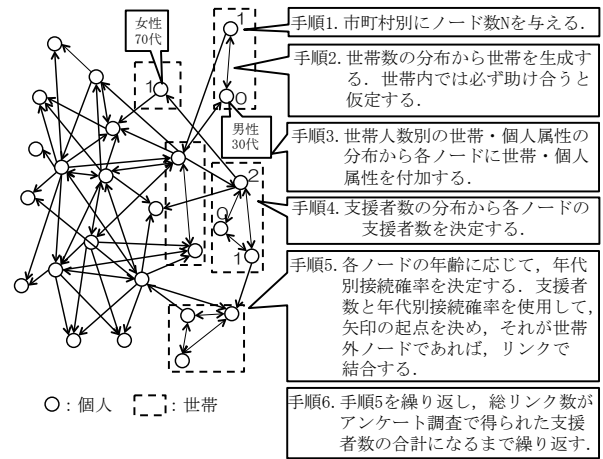 女性
70代
1
1
0
男性
30代
2
0
1
手順1. 市町村別にノード数Nを与える.
手順2. 世帯数の分布から世帯を生成す
る. 世帯内では必ず助け合うと
仮定する.
手順3. 世帯人数別の世帯・個人属性の
分布から各ノードに世帯・個人
属性を付加する.
手順4. 支援者数の分布から各ノードの
支援者数を決定する.
手順5. 各ノードの年齢に応じて, 年代
別接続確率を決定する. 支援者
数と年代別接続確率を使用して,
矢印の起点を決め, それが世帯
外ノードであれば, リンクで
結合する.
手順6. 手順5を繰り返し, 総リンク数が
アンケート調査で得られた支援
者数の合計になるまで繰り返す.
○: 個人 : 世帯